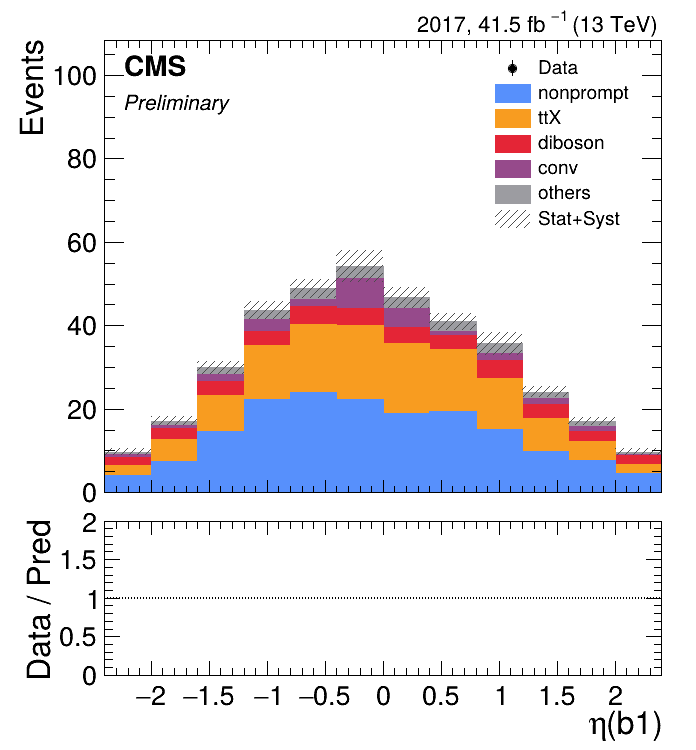 2017, 41.5 fb⁻¹ (13 TeV)
CMS
Preliminary
Events
100
80
60
40
20
0
Data
nonprompt
ttX
diboson
conv
others
Stat+Syst
Data / Pred
2
1.5
1
0.5
0
−2 −1.5 −1 −0.5 0 0.5 1 1.5 2
η(b1)